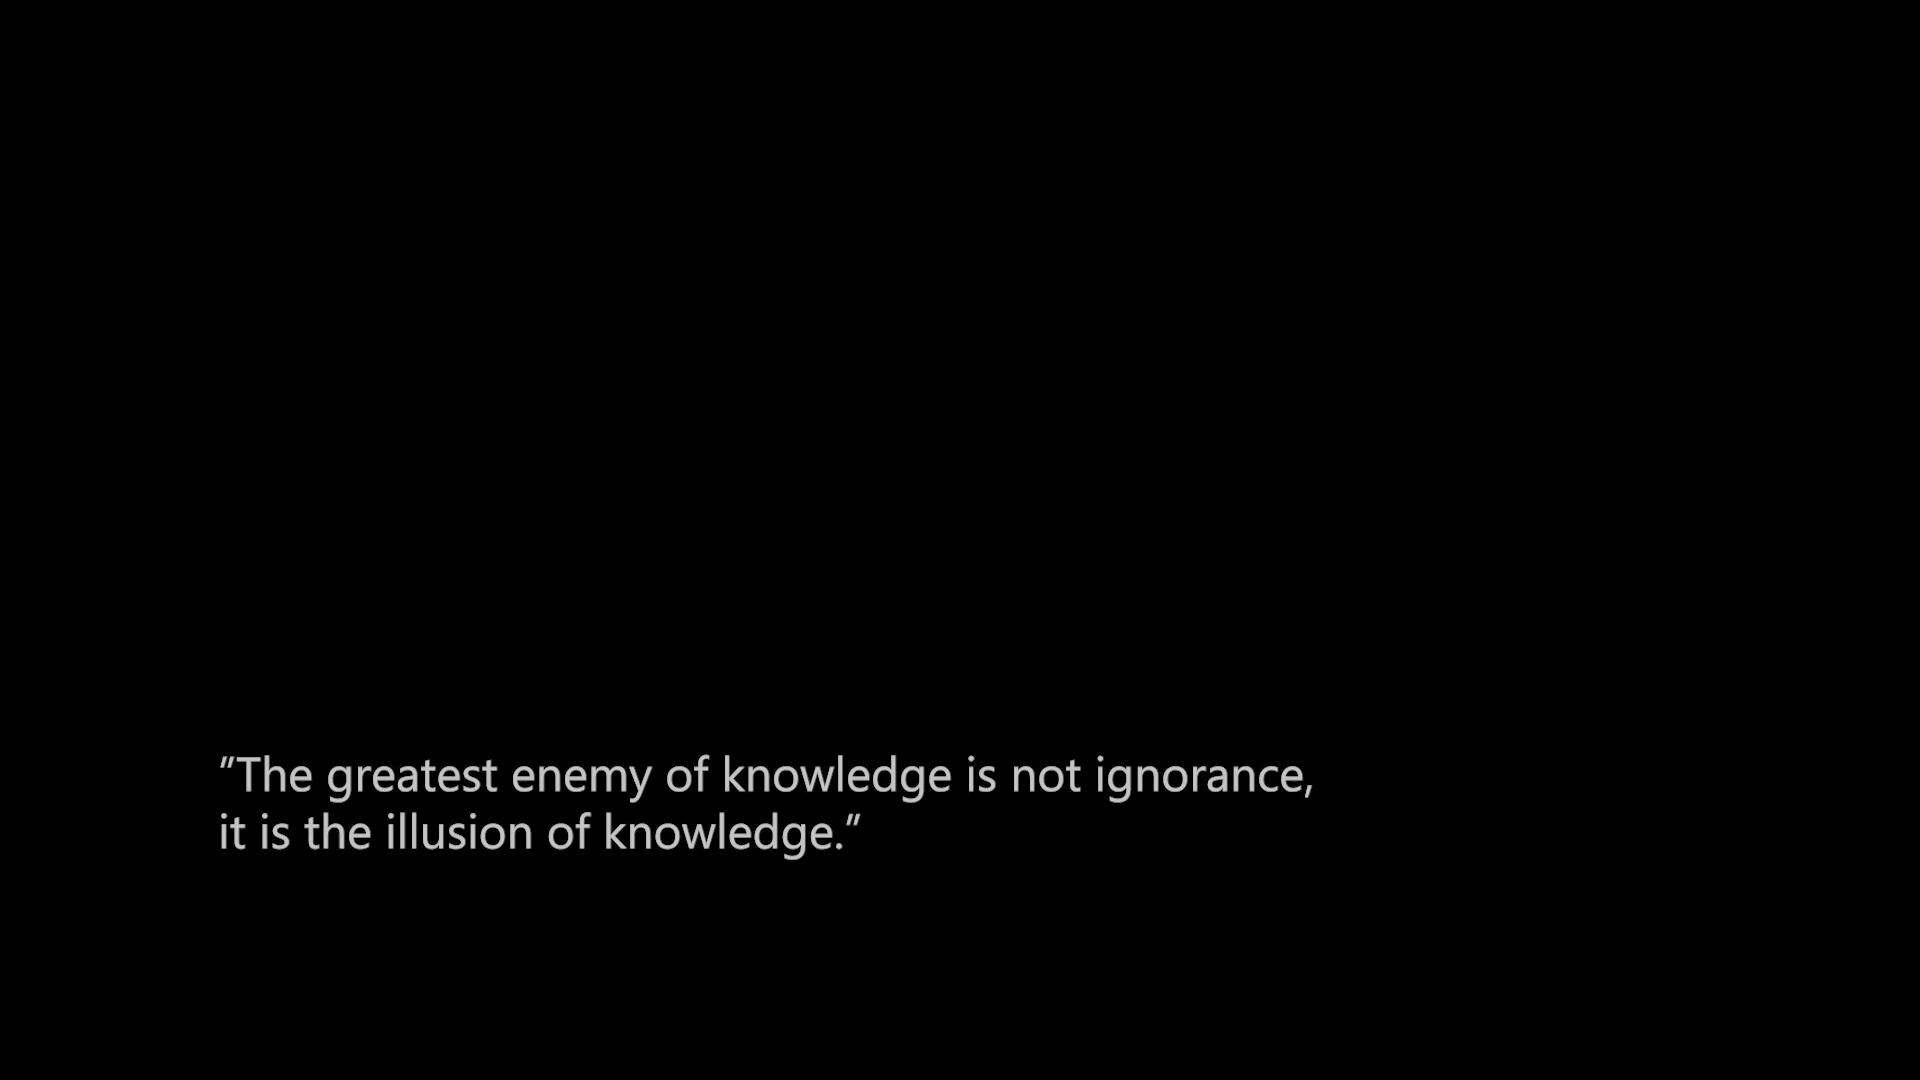 "The greatest enemy of knowledge is not ignorance,
it is the illusion of knowledge."